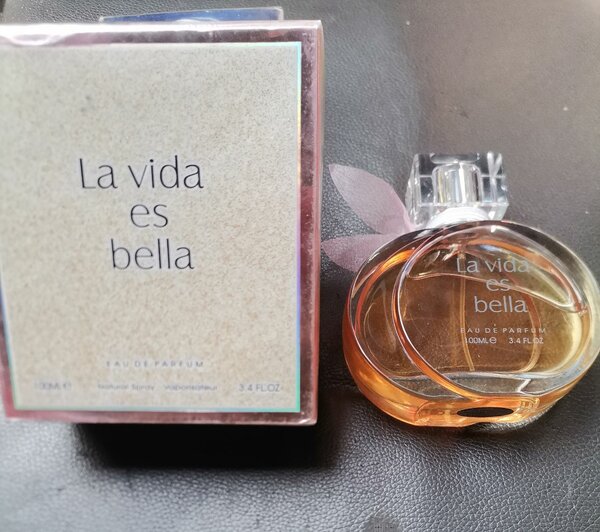 La vida
es
bella
EAU DE PARFUM
100ML℮ Natural Spray Vaporisateur 3.4 FL.OZ
La vida
es
bella
EAU DE PARFUM
100ML℮ 3.4 FL.OZ